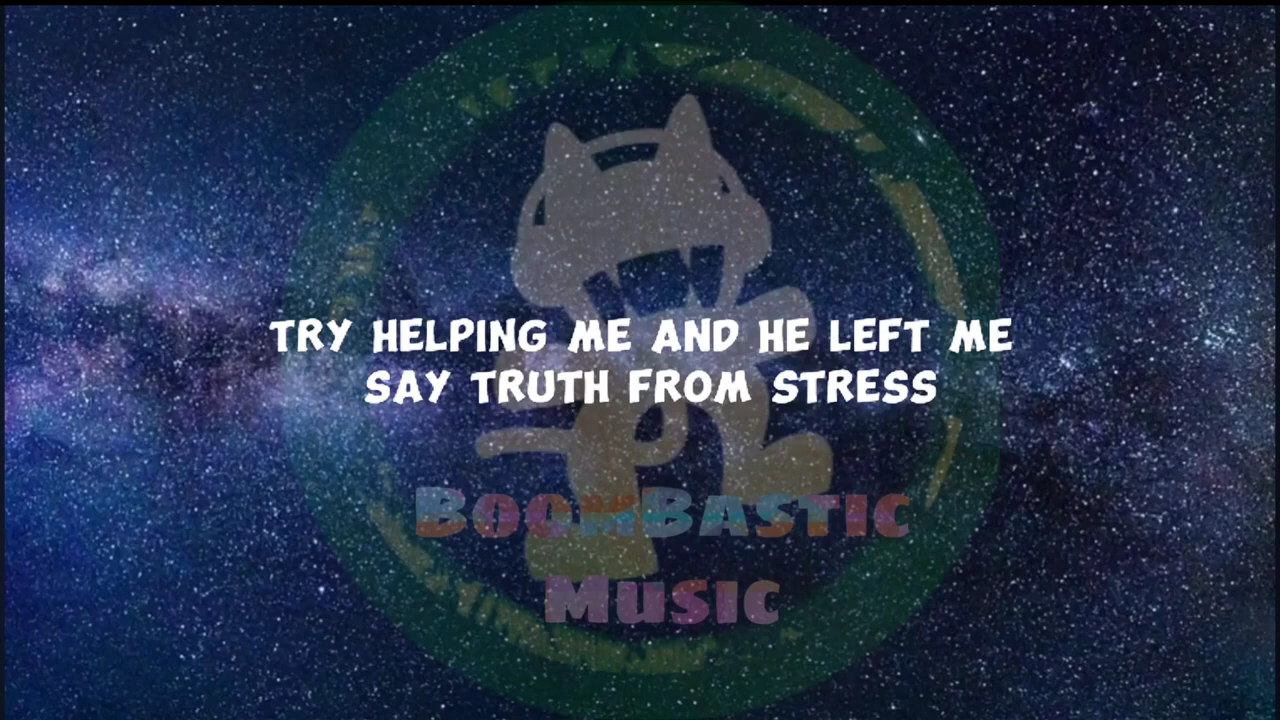 TRY HELPING ME AND HE LEFT ME
SAY TRUTH FROM STRESS
BoomBastic
Music